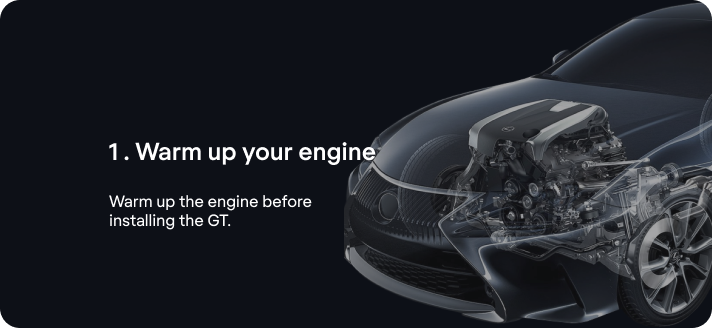 1. Warm up your engine
Warm up the engine before
installing the GT.